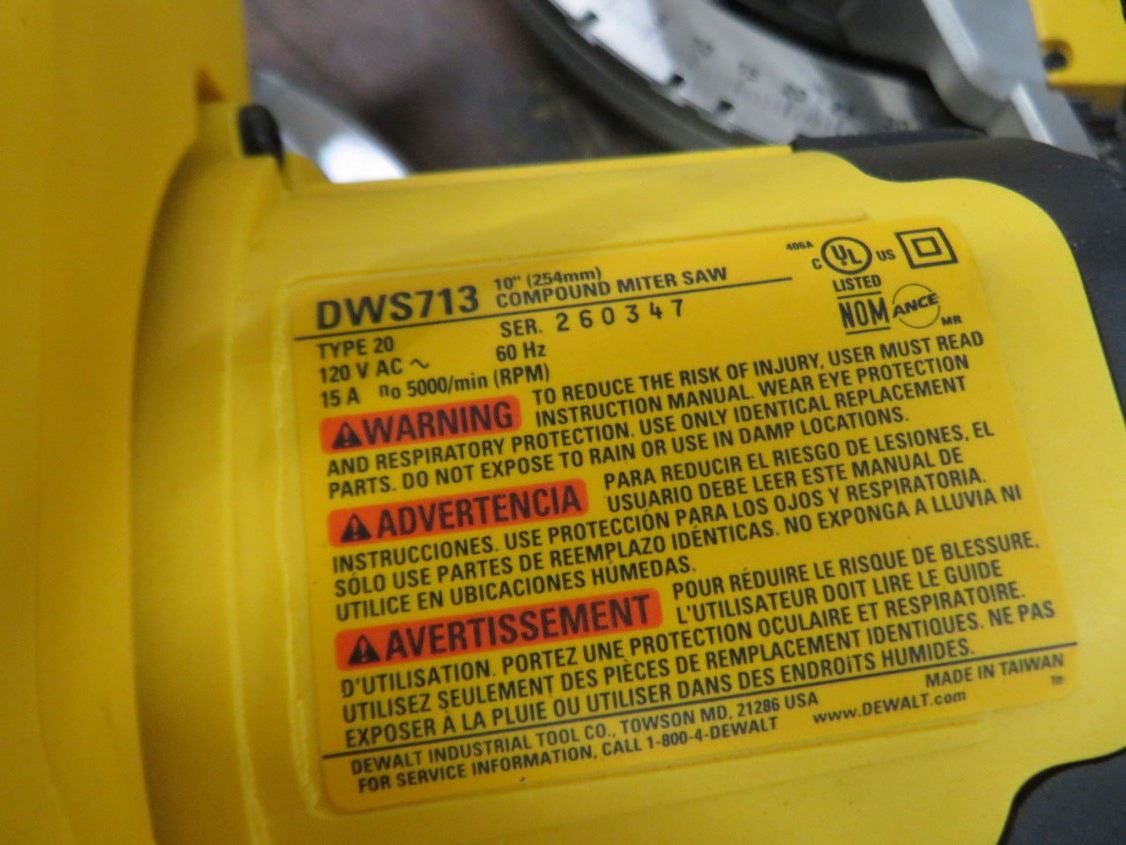 DWS713 10" (254mm)
COMPOUND MITER SAW
406A
C UL US
LISTED
NOM ANCE
MR
TYPE 20 SER. 260347
120 V AC ~ 60 Hz
15 A n₀ 5000/min (RPM)
⚠WARNING TO REDUCE THE RISK OF INJURY, USER MUST READ
INSTRUCTION MANUAL. WEAR EYE PROTECTION
AND RESPIRATORY PROTECTION. USE ONLY IDENTICAL REPLACEMENT
PARTS. DO NOT EXPOSE TO RAIN OR USE IN DAMP LOCATIONS.
⚠ADVERTENCIA PARA REDUCIR EL RIESGO DE LESIONES, EL
USUARIO DEBE LEER ESTE MANUAL DE
INSTRUCCIONES. USE PROTECCIÓN PARA LOS OJOS Y RESPIRATORIA.
SÓLO USE PARTES DE REEMPLAZO IDÉNTICAS. NO EXPONGA A LLUVIA NI
UTILICE EN UBICACIONES HÚMEDAS.
⚠AVERTISSEMENT POUR RÉDUIRE LE RISQUE DE BLESSURE,
L'UTILISATEUR DOIT LIRE LE GUIDE
D'UTILISATION. PORTEZ UNE PROTECTION OCULAIRE ET RESPIRATOIRE.
UTILISEZ SEULEMENT DES PIÈCES DE REMPLACEMENT IDENTIQUES. NE PAS
EXPOSER À LA PLUIE OU UTILISER DANS DES ENDROITS HUMIDES.
DEWALT INDUSTRIAL TOOL CO., TOWSON MD, 21286 USA MADE IN TAIWAN
FOR SERVICE INFORMATION, CALL 1-800-4-DEWALT www.DEWALT.com